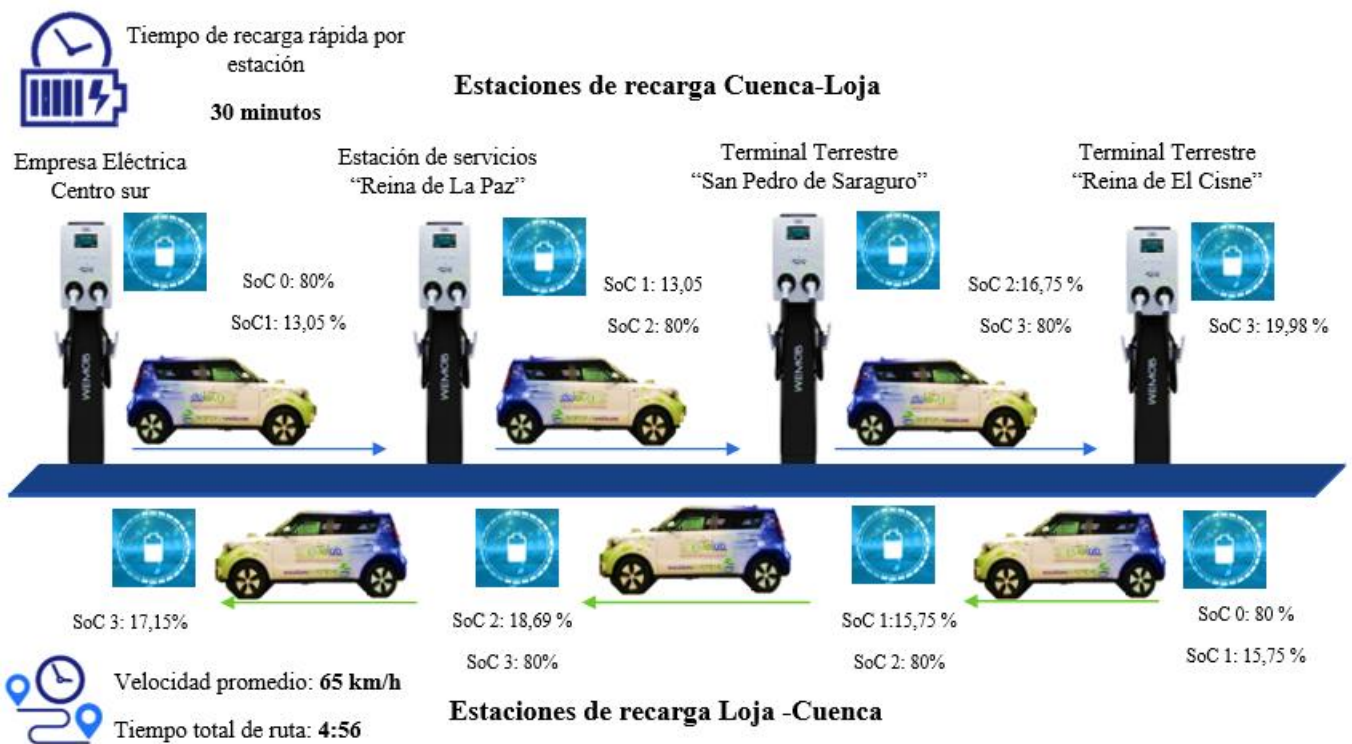 Tiempo de recarga rápida por
estación
30 minutos
Estaciones de recarga Cuenca-Loja
Empresa Eléctrica
Centro sur
Estación de servicios
“Reina de La Paz”
Terminal Terrestre
“San Pedro de Saraguro”
Terminal Terrestre
“Reina de El Cisne”
SoC 0: 80%
SoC1: 13,05 %
SoC 1: 13,05
SoC 2: 80%
SoC 2:16,75 %
SoC 3: 80%
SoC 3: 19,98 %
WEMOB
WEMOB
WEMOB
WEMOB
SoC 3: 17,15%
SoC 2: 18,69 %
SoC 3: 80%
SoC 1:15,75 %
SoC 2: 80%
SoC 0: 80 %
SoC 1: 15,75 %
Velocidad promedio: 65 km/h
Tiempo total de ruta: 4:56
Estaciones de recarga Loja -Cuenca